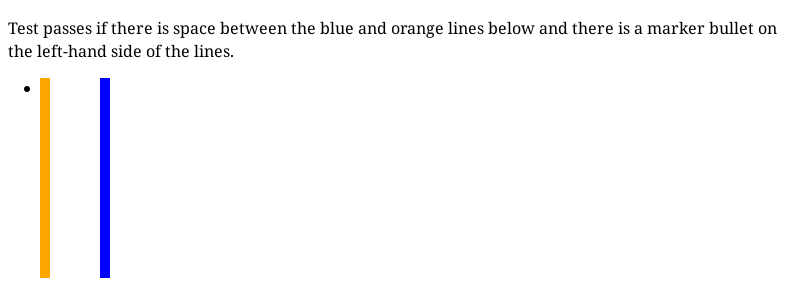 Test passes if there is space between the blue and orange lines below and there is a marker bullet on
the left-hand side of the lines.